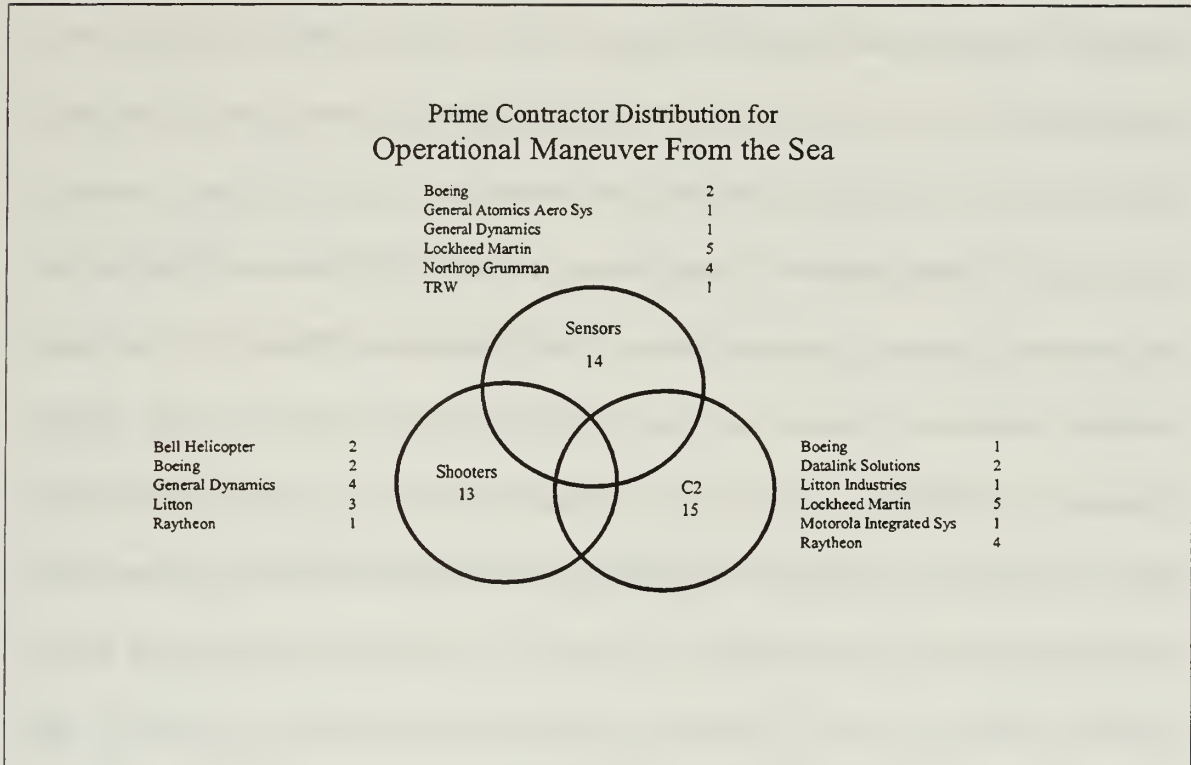 Prime Contractor Distribution for
Operational Maneuver From the Sea
Boeing 2
General Atomics Aero Sys 1
General Dynamics 1
Lockheed Martin 5
Northrop Grumman 4
TRW 1
Sensors
14
Bell Helicopter 2
Boeing 2
General Dynamics 4
Litton 3
Raytheon 1
Shooters
13
C2
15
Boeing 1
Datalink Solutions 2
Litton Industries 1
Lockheed Martin 5
Motorola Integrated Sys 1
Raytheon 4